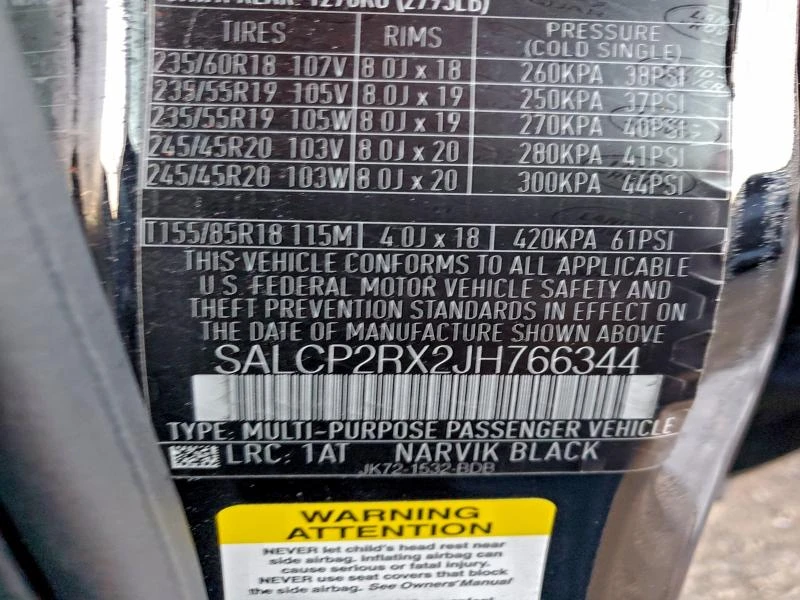 1270KG (2795LB)
TIRES RIMS PRESSURE (COLD SINGLE)
235/60R18 107V 8.0J x 18 260KPA 38PSI
235/55R19 105V 8.0J x 19 250KPA 37PSI
235/55R19 105W 8.0J x 19 270KPA 40PSI
245/45R20 103V 8.0J x 20 280KPA 41PSI
245/45R20 103W 8.0J x 20 300KPA 44PSI
T155/85R18 115M 4.0J x 18 420KPA 61PSI
THIS VEHICLE CONFORMS TO ALL APPLICABLE
U.S. FEDERAL MOTOR VEHICLE SAFETY AND
THEFT PREVENTION STANDARDS IN EFFECT ON
THE DATE OF MANUFACTURE SHOWN ABOVE
SALCP2RX2JH766344
TYPE: MULTI-PURPOSE PASSENGER VEHICLE
LRC: 1AT NARVIK BLACK
JK72-1532-BDB
WARNING
ATTENTION
NEVER let child's head rest near
side airbag. Inflating airbag can
cause serious or fatal injury.
NEVER use seat covers that block
the side airbag. See Owners' Manual